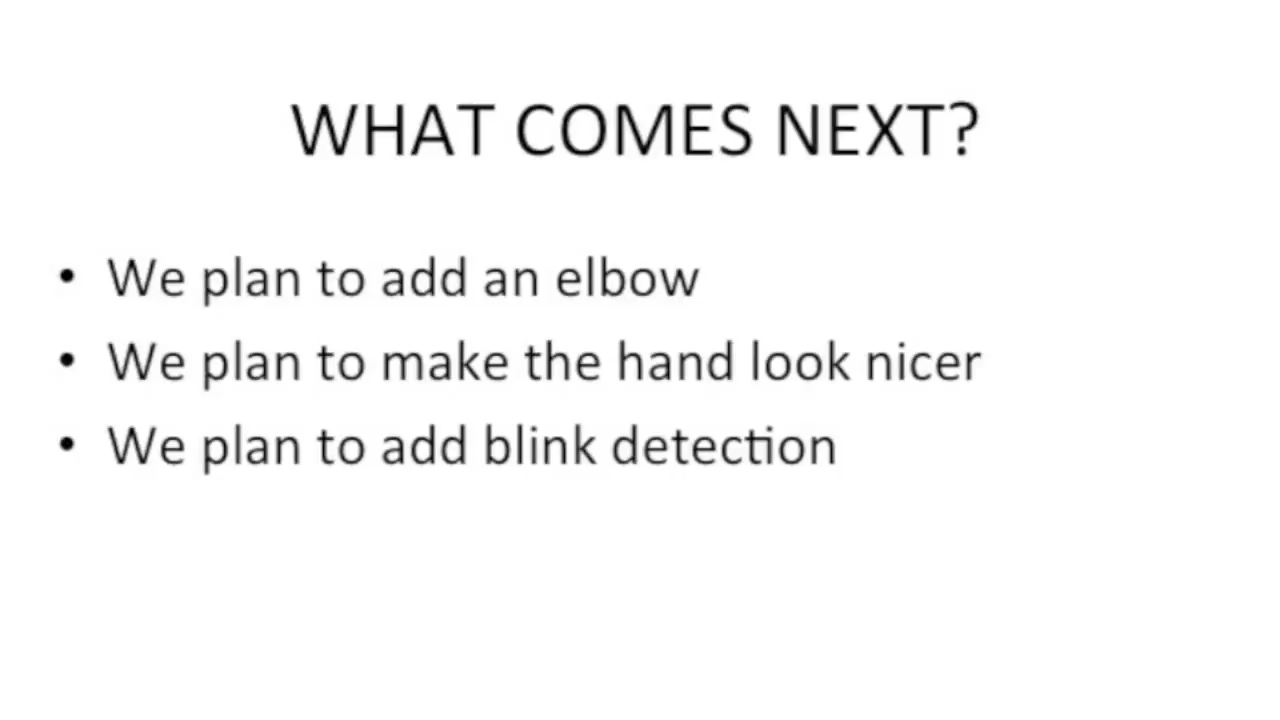 WHAT COMES NEXT?
• We plan to add an elbow
• We plan to make the hand look nicer
• We plan to add blink detection